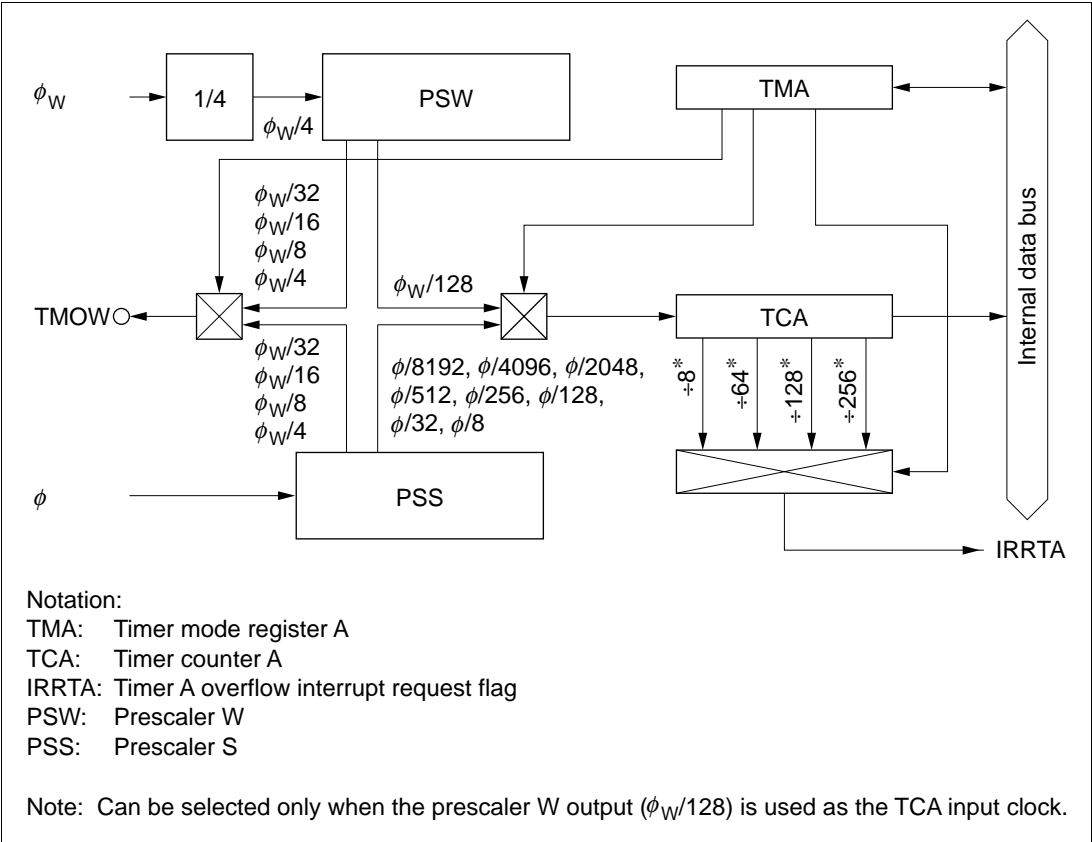 ϕW
1/4
PSW
TMA
ϕW/4
ϕW/32
ϕW/16
ϕW/8
ϕW/4
ϕW/128
TMOW
TCA
Internal data bus
ϕW/32
ϕW/16
ϕW/8
ϕW/4
ϕ/8192, ϕ/4096, ϕ/2048,
ϕ/512, ϕ/256, ϕ/128,
ϕ/32, ϕ/8
÷8*
÷64*
÷128*
÷256*
ϕ
PSS
IRRTA
Notation:
TMA: Timer mode register A
TCA: Timer counter A
IRRTA: Timer A overflow interrupt request flag
PSW: Prescaler W
PSS: Prescaler S
Note: Can be selected only when the prescaler W output (ϕW/128) is used as the TCA input clock.